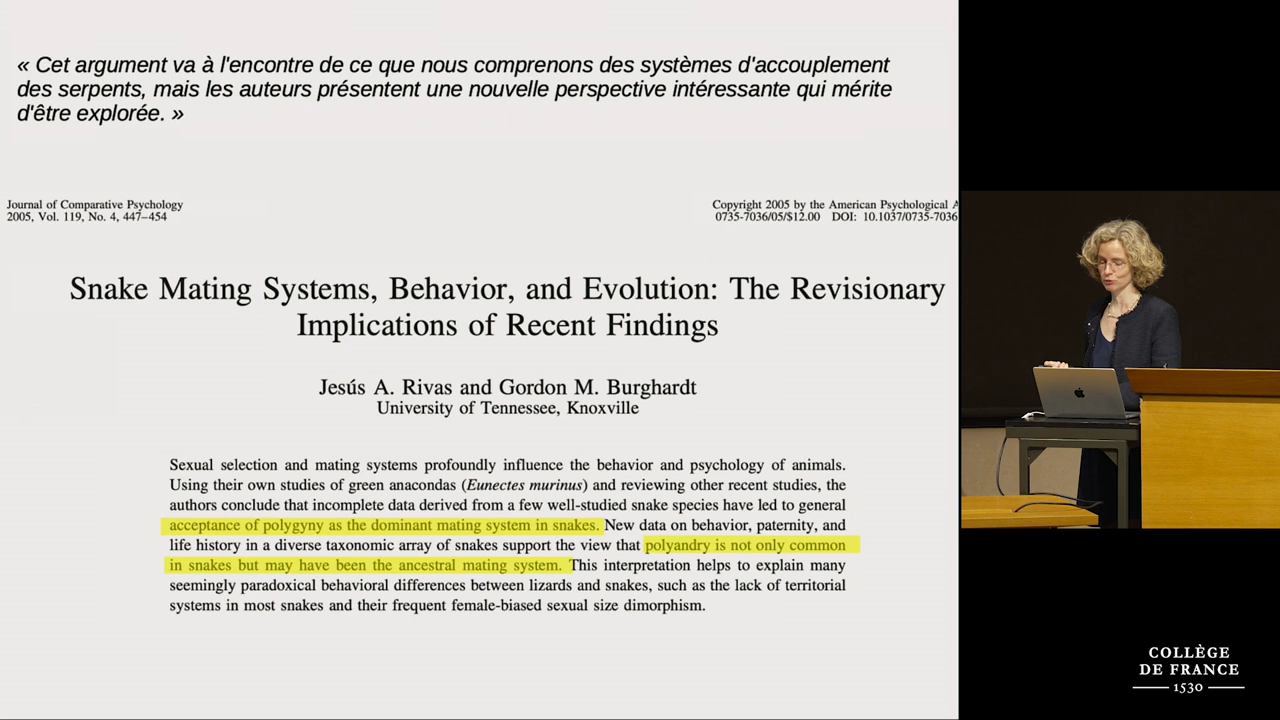 « Cet argument va à l'encontre de ce que nous comprenons des systèmes d'accouplement
des serpents, mais les auteurs présentent une nouvelle perspective intéressante qui mérite
d'être explorée. »
Journal of Comparative Psychology
2005, Vol. 119, No. 4, 447–454
Copyright 2005 by the American Psychological A
0735-7036/05/$12.00 DOI: 10.1037/0735-7036
Snake Mating Systems, Behavior, and Evolution: The Revisionary
Implications of Recent Findings
Jesús A. Rivas and Gordon M. Burghardt
University of Tennessee, Knoxville
Sexual selection and mating systems profoundly influence the behavior and psychology of animals.
Using their own studies of green anacondas (Eunectes murinus) and reviewing other recent studies, the
authors conclude that incomplete data derived from a few well-studied snake species have led to general
acceptance of polygyny as the dominant mating system in snakes. New data on behavior, paternity, and
life history in a diverse taxonomic array of snakes support the view that polyandry is not only common
in snakes but may have been the ancestral mating system. This interpretation helps to explain many
seemingly paradoxical behavioral differences between lizards and snakes, such as the lack of territorial
systems in most snakes and their frequent female-biased sexual size dimorphism.
COLLÈGE
DE FRANCE
1530